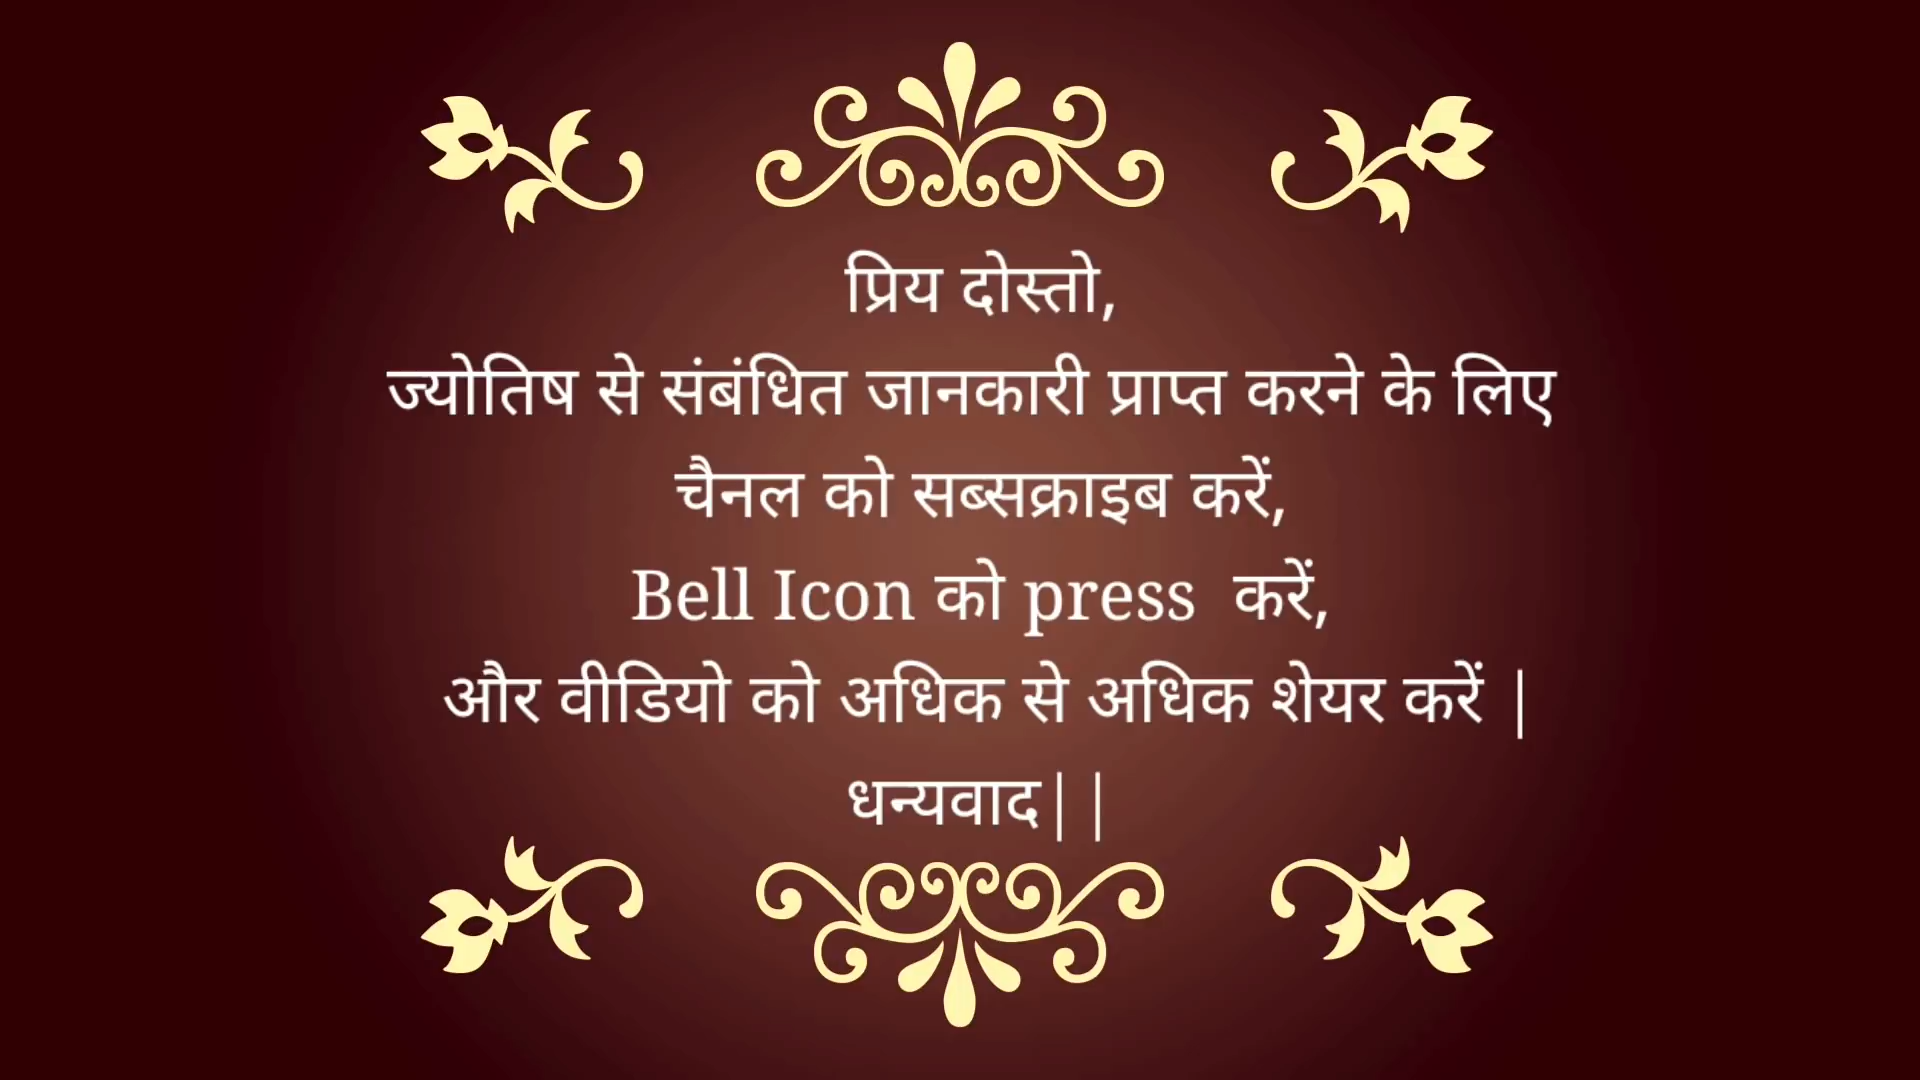 प्रिय दोस्तो,
ज्योतिष से संबंधित जानकारी प्राप्त करने के लिए
चैनल को सब्सक्राइब करें,
Bell Icon को press  करें,
और वीडियो को अधिक से अधिक शेयर करें |
धन्यवाद||